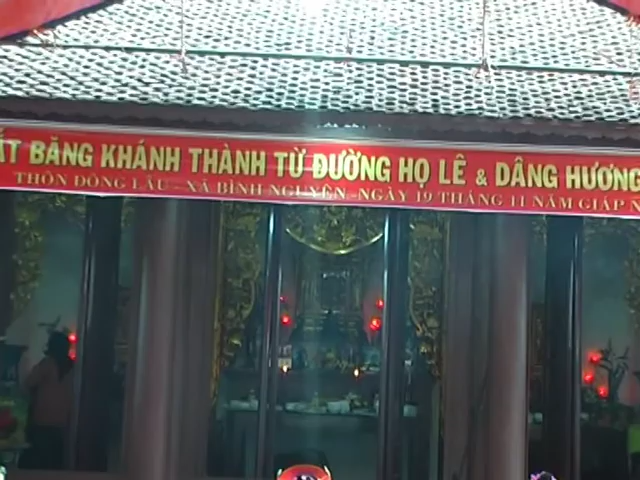 ẮT BĂNG KHÁNH THÀNH TỪ ĐƯỜNG HỌ LÊ & DÂNG HƯƠNG
THÔN ĐÔNG LÂU - XÃ BÌNH NGUYÊN - NGÀY 19 THÁNG 11 NĂM GIÁP N